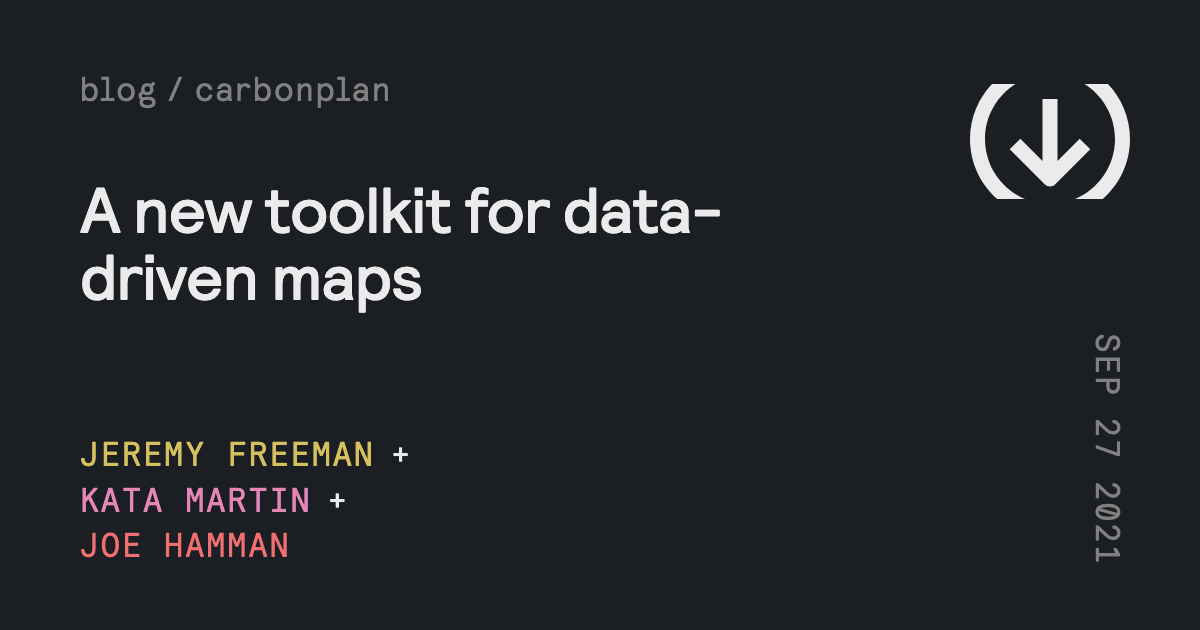 blog / carbonplan
A new toolkit for data-
driven maps
JEREMY FREEMAN +
KATA MARTIN +
JOE HAMMAN
SEP 27 2021